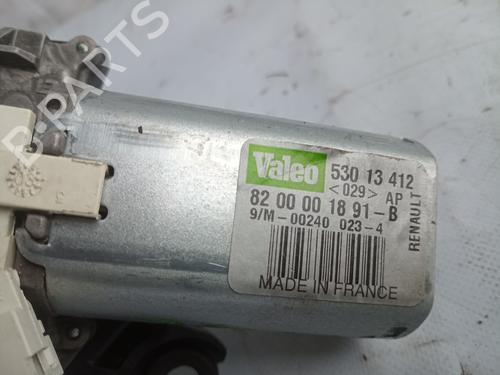 Valeo 530 13 412
<029> AP
82 00 00 18 91-B
9/M-00240 023-4
RENAULT
MADE IN FRANCE
B-PARTS